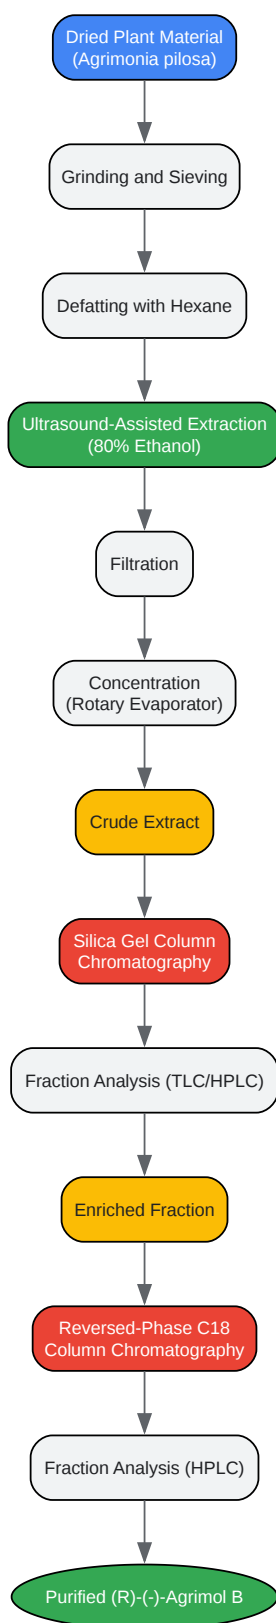 Dried Plant Material
(Agrimonia pilosa)
Grinding and Sieving
Defatting with Hexane
Ultrasound-Assisted Extraction
(80% Ethanol)
Filtration
Concentration
(Rotary Evaporator)
Crude Extract
Silica Gel Column
Chromatography
Fraction Analysis (TLC/HPLC)
Enriched Fraction
Reversed-Phase C18
Column Chromatography
Fraction Analysis (HPLC)
Purified (R)-(-)-Agrimol B